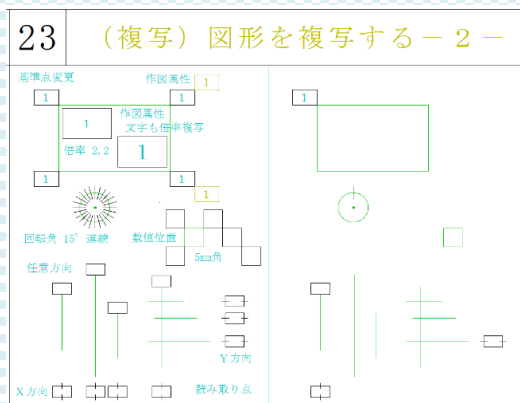 23 (複写) 図形を複写する－2－
基準点変更
作図属性 1
1 1 1
1 作図属性
文字も倍率複写
倍率 2,2 1
1 1
1
回転角 15° 連続 数値位置
5mm角
任意方向
Y方向
X方向 読み取り点